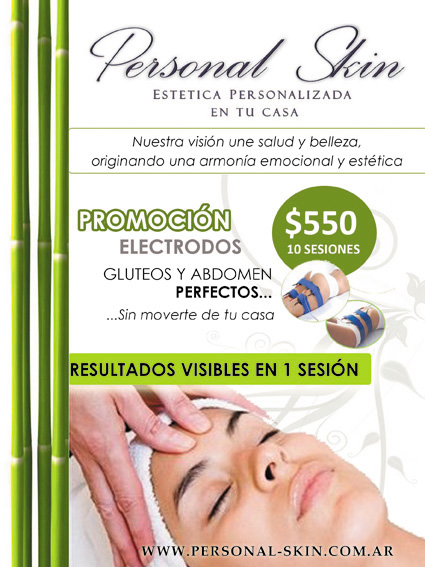 Personal Skin
ESTETICA PERSONALIZADA
EN TU CASA
Nuestra visión une salud y belleza,
originando una armonía emocional y estética
PROMOCIÓN
ELECTRODOS
$550
10 SESIONES
GLUTEOS Y ABDOMEN
PERFECTOS...
...Sin moverte de tu casa
RESULTADOS VISIBLES EN 1 SESIÓN
WWW.PERSONAL-SKIN.COM.AR